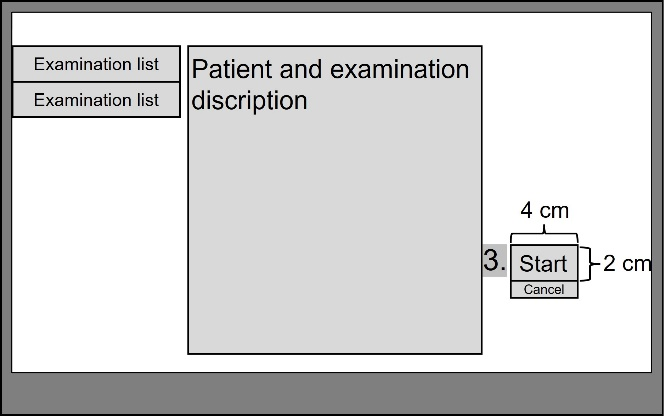 Examination list
Examination list
Patient and examination
discription
4 cm
3.
Start
2 cm
Cancel